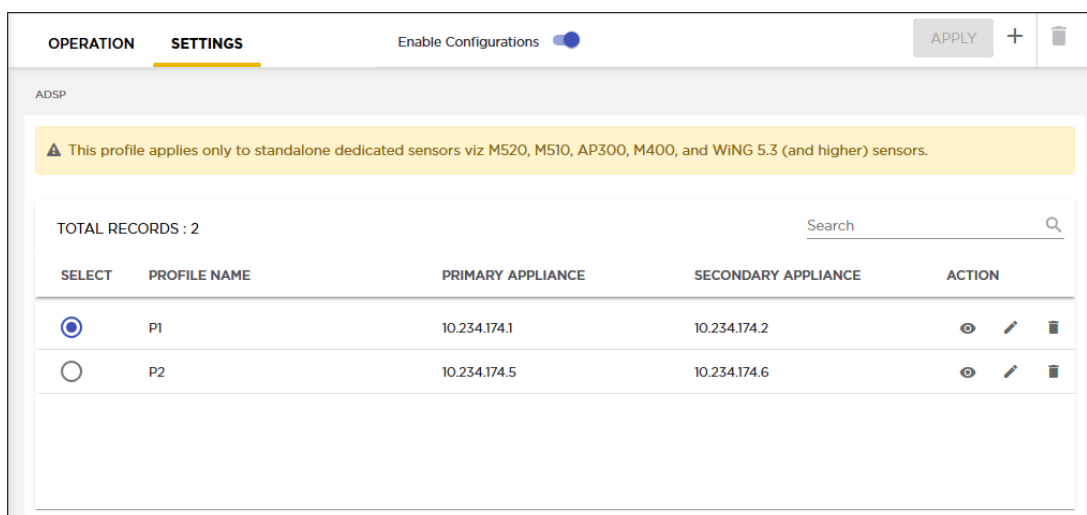 OPERATION SETTINGS Enable Configurations APPLY
ADSP
This profile applies only to standalone dedicated sensors viz M520, M510, AP300, M400, and WiNG 5.3 (and higher) sensors.
TOTAL RECORDS : 2 Search
SELECT PROFILE NAME PRIMARY APPLIANCE SECONDARY APPLIANCE ACTION
P1 10.234.174.1 10.234.174.2
P2 10.234.174.5 10.234.174.6